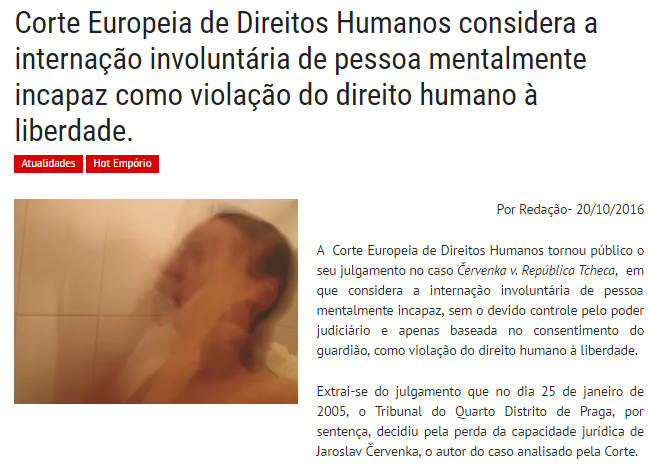 Corte Europeia de Direitos Humanos considera a
internação involuntária de pessoa mentalmente
incapaz como violação do direito humano à
liberdade.
Atualidades Hot Empório
Por Redação- 20/10/2016
A Corte Europeia de Direitos Humanos tornou público o
seu julgamento no caso Červenka v. República Tcheca, em
que considera a internação involuntária de pessoa
mentalmente incapaz, sem o devido controle pelo poder
judiciário e apenas baseada no consentimento do
guardião, como violação do direito humano à liberdade.
Extrai-se do julgamento que no dia 25 de janeiro de
2005, o Tribunal do Quarto Distrito de Praga, por
sentença, decidiu pela perda da capacidade jurídica de
Jaroslav Červenka, o autor do caso analisado pela Corte.